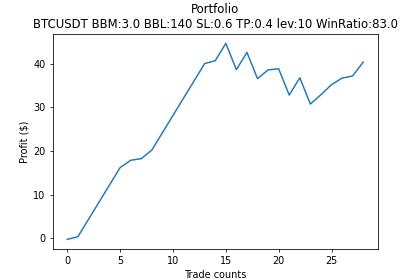 Portfolio
BTCUSDT BBM:3.0 BBL:140 SL:0.6 TP:0.4 lev:10 WinRatio:83.0
40
30
20
10
0
Profit ($)
0 5 10 15 20 25
Trade counts